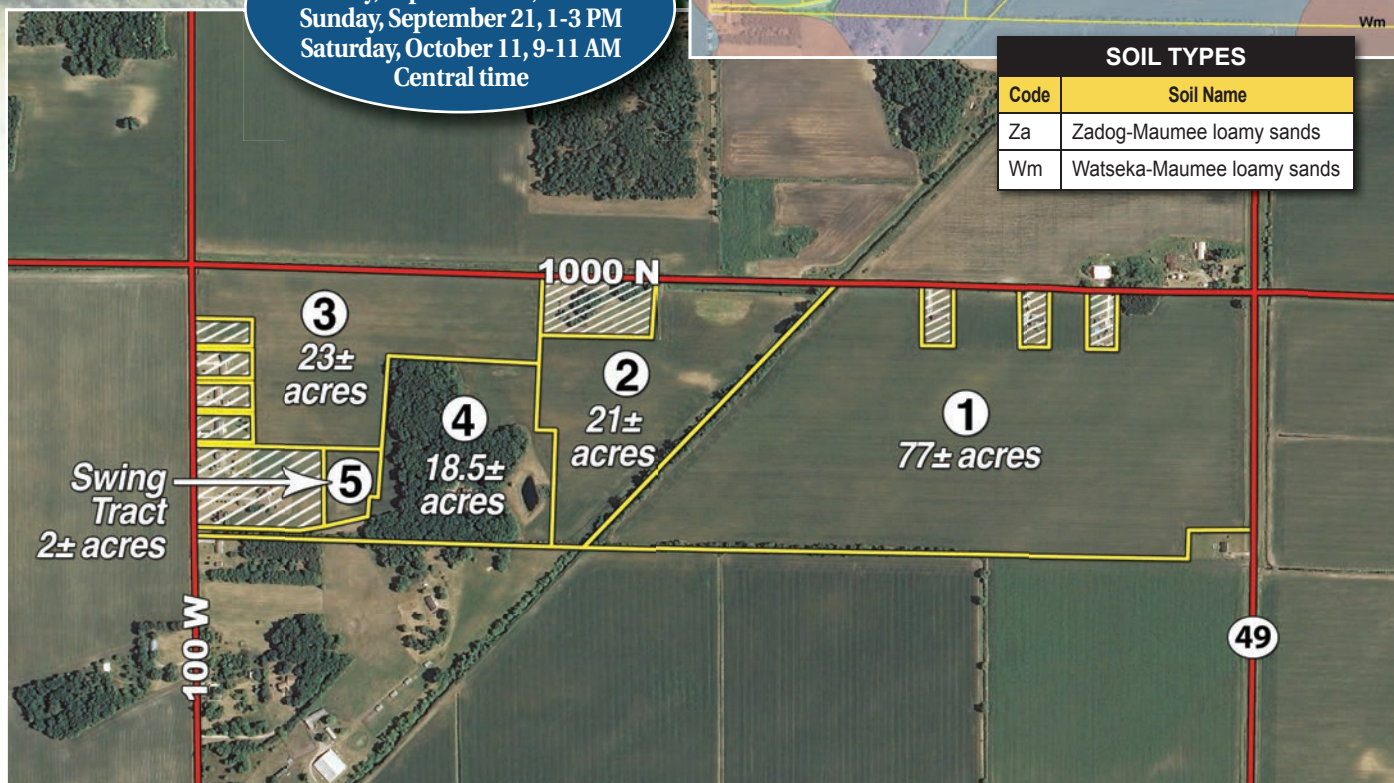 Sunday, September 21, 1-3 PM
Saturday, October 11, 9-11 AM
Central time
Wm
SOIL TYPES
Code Soil Name
Za Zadog-Maumee loamy sands
Wm Watseka-Maumee loamy sands
1000 N
3
23±
acres
2
21±
acres
1
77± acres
4
18.5±
acres
5
Swing
Tract
2± acres
100 W
49